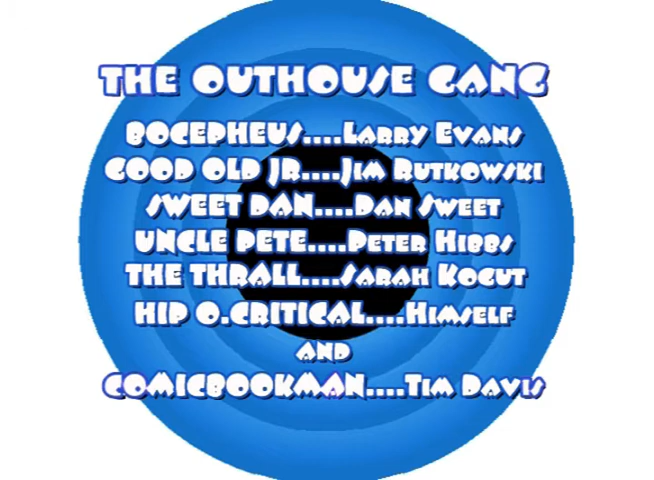 THE OUTHOUSE GANG
BOCEPHEUS....Larry Evans
GOOD OLD JR....Jim Rutkowski
SWEET DAN....Dan Sweet
UNCLE PETE....Peter Hibbs
THE THRALL....Sarah Kogut
HIP O.CRITICAL....Himself
AND
COMICBOOKMAN....Tim Davis